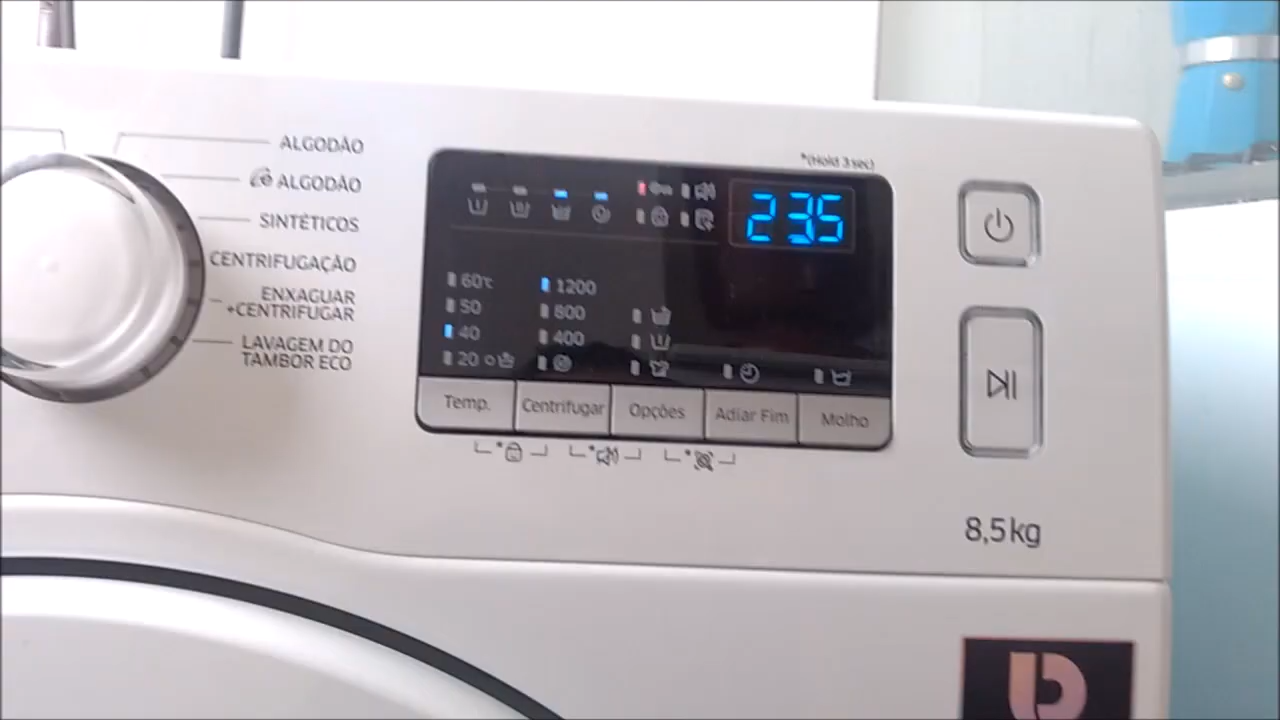 ALGODÃO
ALGODÃO
SINTÉTICOS
CENTRIFUGAÇÃO
ENXAGUAR
+CENTRIFUGAR
LAVAGEM DO
TAMBOR ECO
*(Hold 3 sec)
235
60℃
50
40
20
1200
800
400
Temp.
Centrifugar
Opções
Adiar Fim
Molho
8,5kg